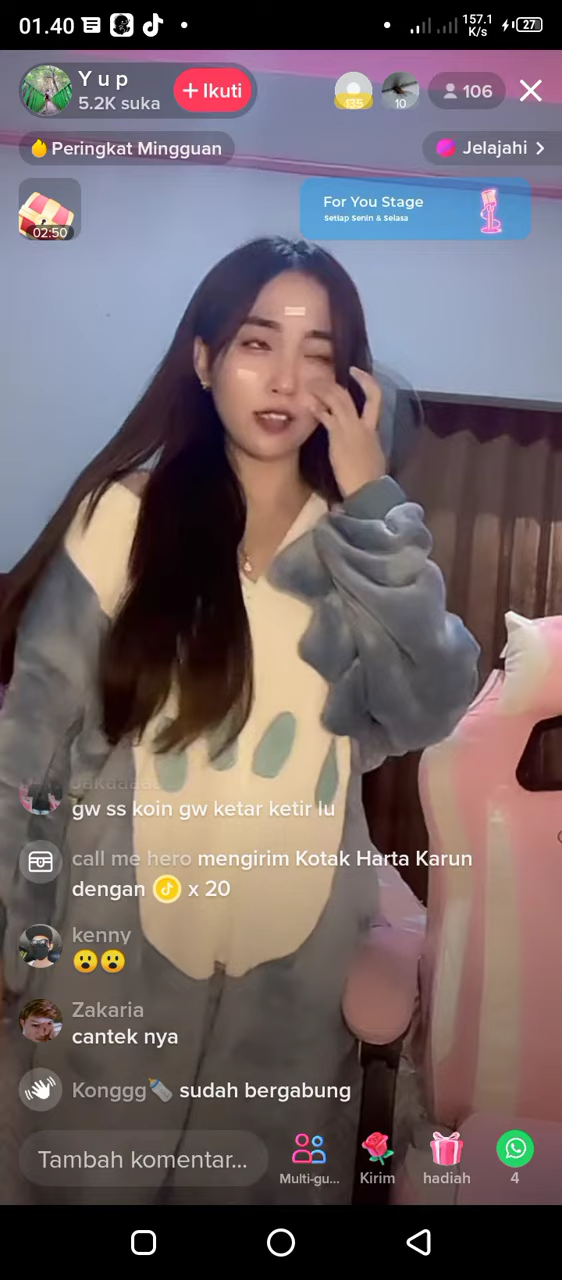 01.40
157.1
K/s
27
Y u p
5.2K suka
+ Ikuti
135
10
106
Peringkat Mingguan
Jelajahi
02:50
For You Stage
Setiap Senin & Selasa
Jakaaaaa
gw ss koin gw ketar ketir lu
call me hero mengirim Kotak Harta Karun
dengan x 20
kenny
Zakaria
cantek nya
Konggg sudah bergabung
Tambah komentar...
Multi-gu...
Kirim
hadiah
4